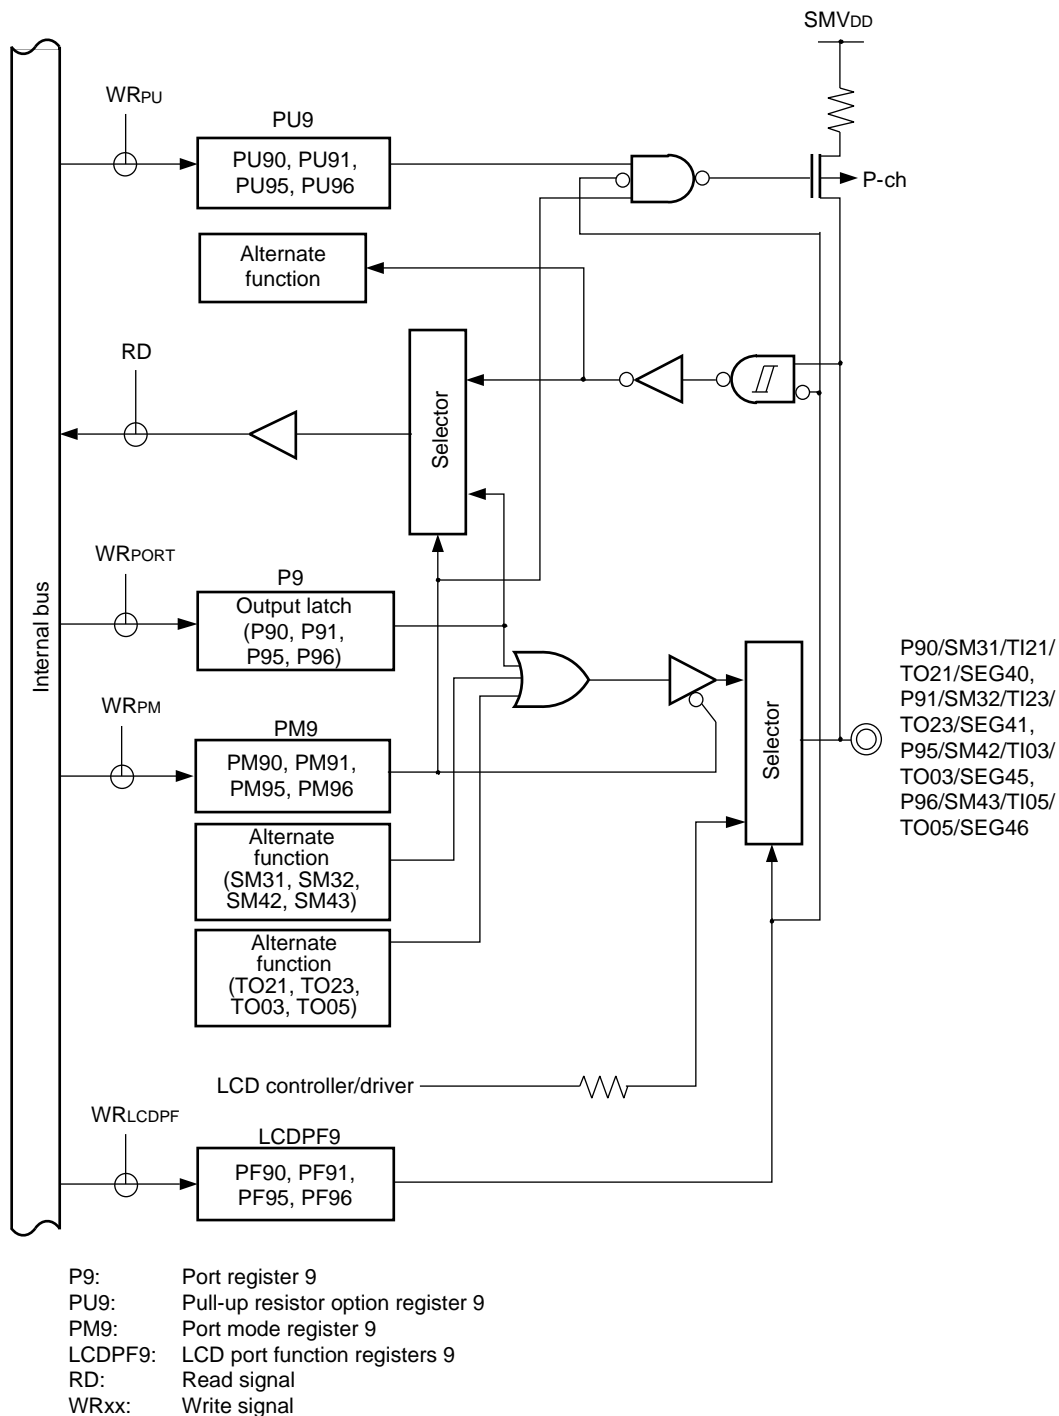 SMVDD
WRPU
PU9
PU90, PU91,
PU95, PU96
P-ch
Alternate
function
RD
Selector
WRPORT
P9
Output latch
(P90, P91,
P95, P96)
Internal bus
WRPM
PM9
PM90, PM91,
PM95, PM96
Selector
P90/SM31/TI21/
TO21/SEG40,
P91/SM32/TI23/
TO23/SEG41,
P95/SM42/TI03/
TO03/SEG45,
P96/SM43/TI05/
TO05/SEG46
Alternate
function
(SM31, SM32,
SM42, SM43)
Alternate
function
(TO21, TO23,
TO03, TO05)
LCD controller/driver
WRLCDPF
LCDPF9
PF90, PF91,
PF95, PF96
P9: Port register 9
PU9: Pull-up resistor option register 9
PM9: Port mode register 9
LCDPF9: LCD port function registers 9
RD: Read signal
WRxx: Write signal